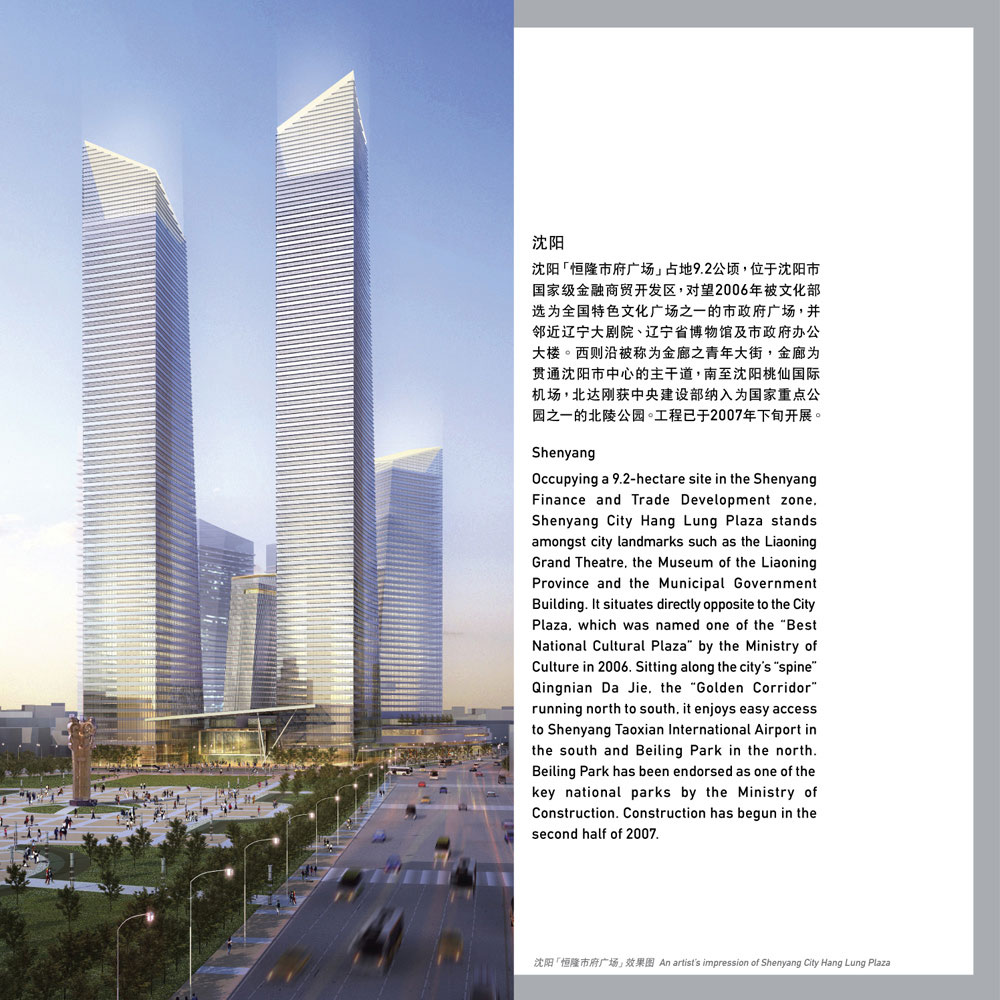 沈阳
沈阳「恒隆市府广场」占地9.2公顷，位于沈阳市
国家级金融商贸开发区，对望2006年被文化部
选为全国特色文化广场之一的市政府广场，并
邻近辽宁大剧院、辽宁省博物馆及市政府办公
大楼。西则沿被称为金廊之青年大街，金廊为
贯通沈阳市中心的主干道，南至沈阳桃仙国际
机场，北达刚获中央建设部纳入为国家重点公
园之一的北陵公园。工程已于2007年下旬开展。
Shenyang
Occupying a 9.2-hectare site in the Shenyang
Finance and Trade Development zone,
Shenyang City Hang Lung Plaza stands
amongst city landmarks such as the Liaoning
Grand Theatre, the Museum of the Liaoning
Province and the Municipal Government
Building. It situates directly opposite to the City
Plaza, which was named one of the “Best
National Cultural Plaza” by the Ministry of
Culture in 2006. Sitting along the city’s “spine”
Qingnian Da Jie, the “Golden Corridor”
running north to south, it enjoys easy access
to Shenyang Taoxian International Airport in
the south and Beiling Park in the north.
Beiling Park has been endorsed as one of the
key national parks by the Ministry of
Construction. Construction has begun in the
second half of 2007.
沈阳「恒隆市府广场」效果图 An artist’s impression of Shenyang City Hang Lung Plaza